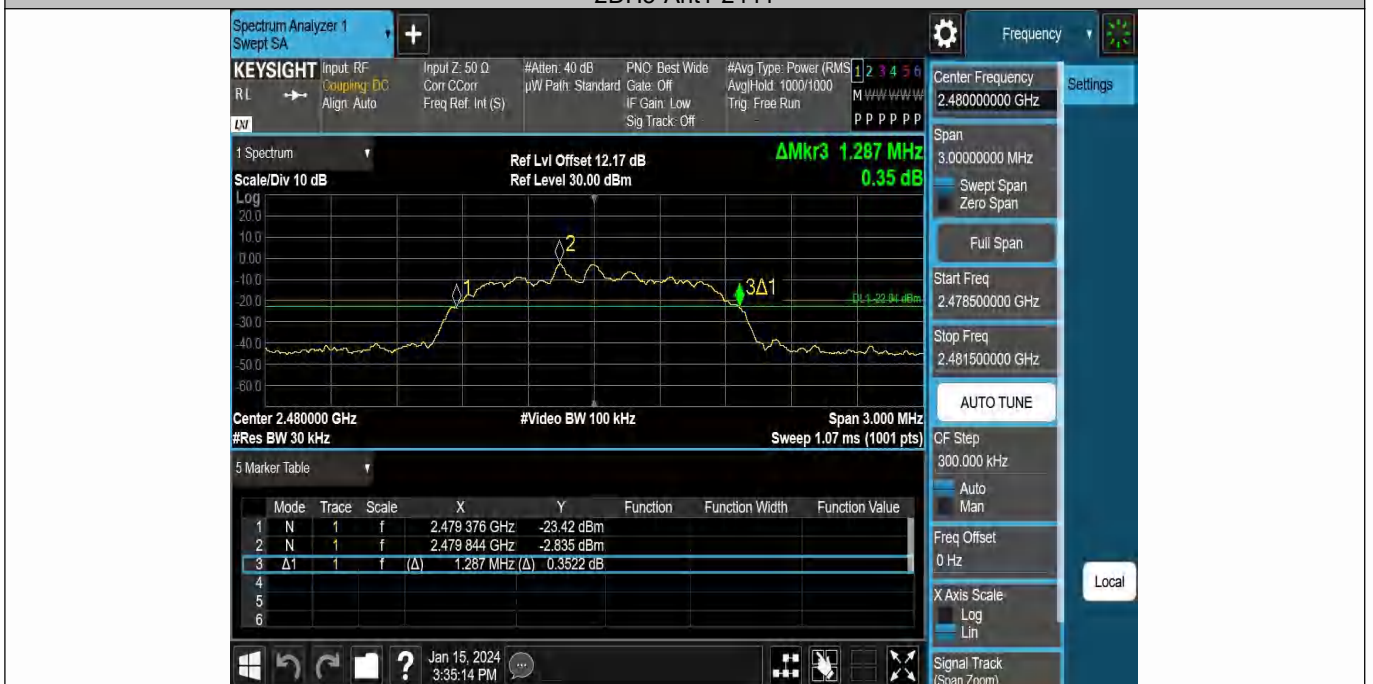 Spectrum Analyzer 1
Swept SA
+
Frequency
KEYSIGHT
RL
LXI
Input: RF
Coupling: DC
Align: Auto
Input Z: 50 Ω
Corr CCorr
Freq Ref: Int (S)
#Atten: 40 dB
µW Path: Standard
PNO: Best Wide
Gate: Off
IF Gain: Low
Sig Track: Off
#Avg Type: Power (RMS
Avg|Hold: 1000/1000
Trig: Free Run
1 2 3 4 5 6
M W W W W W
P P P P P P
Center Frequency
2.480000000 GHz
Settings
1 Spectrum
Scale/Div 10 dB
Ref Lvl Offset 12.17 dB
Ref Level 30.00 dBm
ΔMkr3 1.287 MHz
0.35 dB
Log
20.0
10.0
0.00
-10.0
-20.0
-30.0
-40.0
-50.0
-60.0
1
2
3Δ1
Center 2.480000 GHz
#Res BW 30 kHz
#Video BW 100 kHz
Span 3.000 MHz
Sweep 1.07 ms (1001 pts)
Span
3.00000000 MHz
Swept Span
Zero Span
Full Span
Start Freq
2.478500000 GHz
Stop Freq
2.481500000 GHz
AUTO TUNE
CF Step
300.000 kHz
Auto
Man
Freq Offset
0 Hz
X Axis Scale
Log
Lin
Signal Track
(Span Zoom)
Local
5 Marker Table
Mode Trace Scale X Y Function Function Width Function Value
1 N 1 f 2.479 376 GHz -23.42 dBm
2 N 1 f 2.479 844 GHz -2.835 dBm
3 Δ1 1 f (Δ) 1.287 MHz (Δ) 0.3522 dB
4
5
6
?
Jan 15, 2024
3:35:14 PM